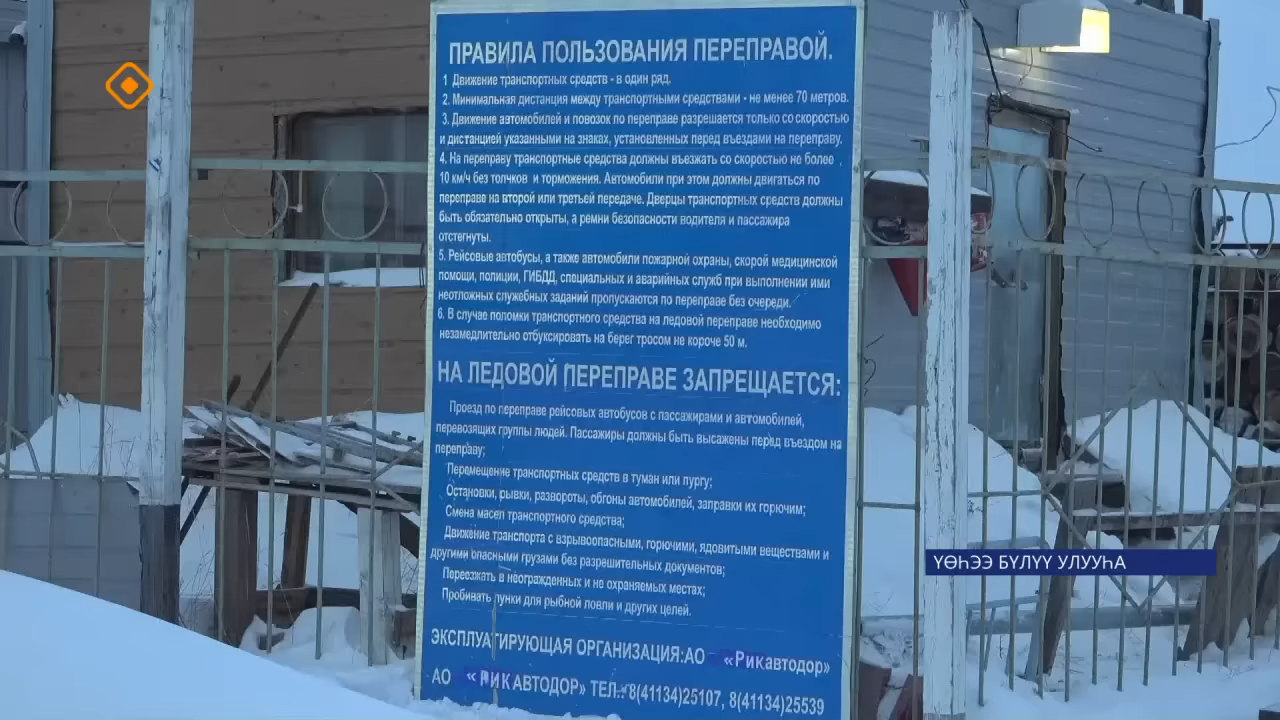 ПРАВИЛА ПОЛЬЗОВАНИЯ ПЕРЕПРАВОЙ.
1 Движение транспортных средств - в один ряд.
2. Минимальная дистанция между транспортными средствами - не менее 70 метров.
3. Движение автомобилей и повозок по переправе разрешается только со скоростью
и дистанцией указанными на знаках, установленных перед въездами на переправу.
4. На переправу транспортные средства должны въезжать со скоростью не более
10 км/ч без толчков и торможения. Автомобили при этом должны двигаться по
переправе на второй или третьей передаче. Дверцы транспортных средств должны
быть обязательно открыты, а ремни безопасности водителя и пассажира
отстегнуты.
5. Рейсовые автобусы, а также автомобили пожарной охраны, скорой медицинской
помощи, полиции, ГИБДД, специальных и аварийных служб при выполнении ими
неотложных служебных заданий пропускаются по переправе без очереди.
6. В случае поломки транспортного средства на ледовой переправе необходимо
незамедлительно отбуксировать на берег тросом не короче 50 м.
НА ЛЕДОВОЙ ПЕРЕПРАВЕ ЗАПРЕЩАЕТСЯ:
Проезд по переправе рейсовых автобусов с пассажирами и автомобилей,
перевозящих группы людей. Пассажиры должны быть высажены перед въездом на
переправу;
Перемещение транспортных средств в туман или пургу;
Остановки, рывки, развороты, обгоны автомобилей, заправки их горючим;
Смена масел транспортного средства;
Движение транспорта с взрывоопасными, горючими, ядовитыми веществами и
другими опасными грузами без разрешительных документов;
Переезжать в неогражденных и не охраняемых местах;
Пробивать лунки для рыбной ловли и других целей.
ЭКСПЛУАТИРУЮЩАЯ ОРГАНИЗАЦИЯ:АО «Рикавтодор»
АО «РИКАВТОДОР» ТЕЛ.: 8(41134)25107, 8(41134)25539
ҮӨҺЭЭ БҮЛҮҮ УЛУУҺА